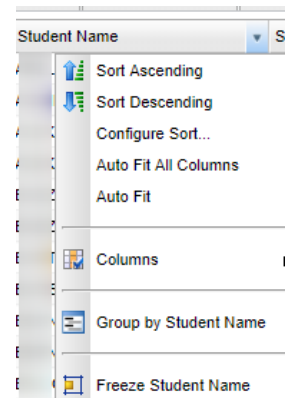 Student Name
Sort Ascending
Sort Descending
Configure Sort...
Auto Fit All Columns
Auto Fit
Columns
Group by Student Name
Freeze Student Name